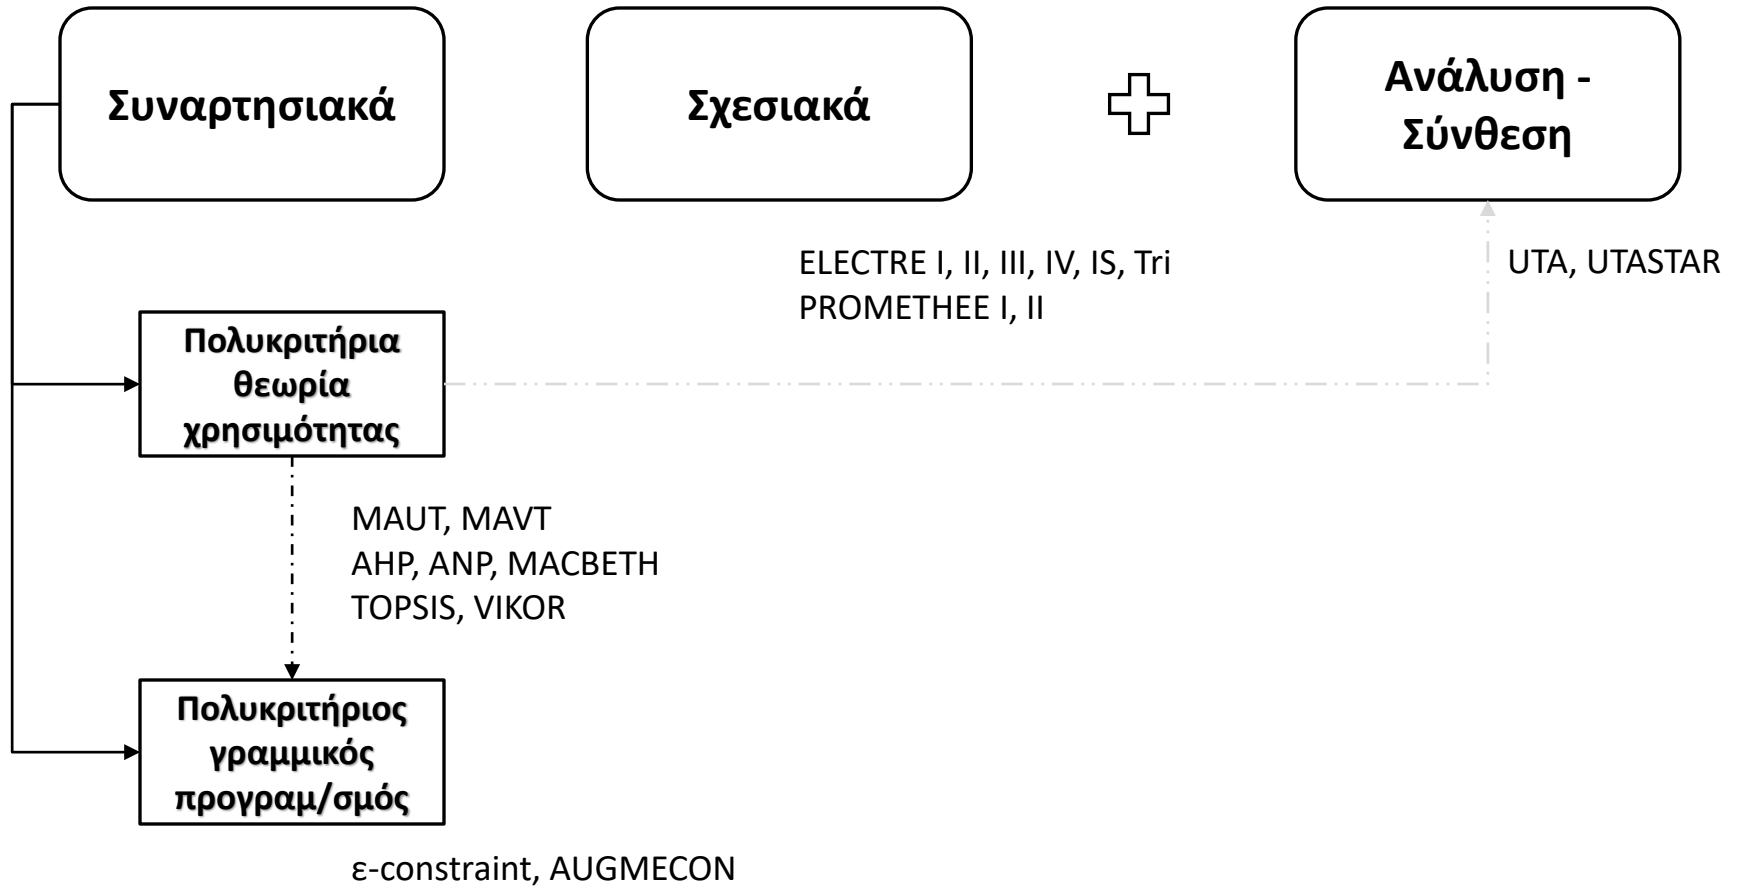 Συναρτησιακά
Σχεσιακά
Ανάλυση -
Σύνθεση
ELECTRE I, II, III, IV, IS, Tri
PROMETHEE I, II
UTA, UTASTAR
Πολυκριτήρια
θεωρία
χρησιμότητας
MAUT, MAVT
AHP, ANP, MACBETH
TOPSIS, VIKOR
Πολυκριτήριος
γραμμικός
προγραμ/σμός
ε-constraint, AUGMECON